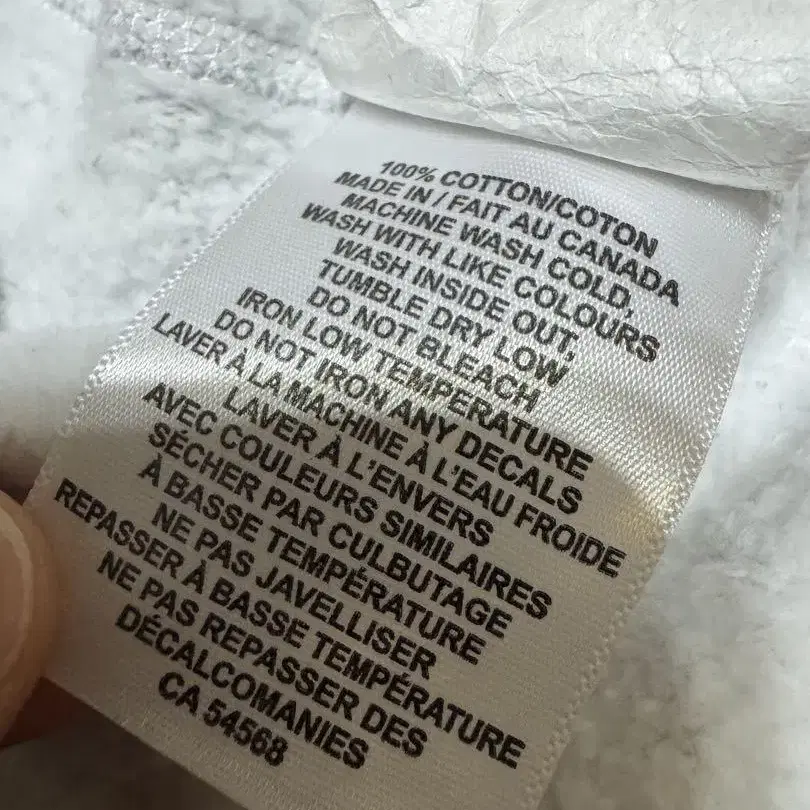 100% COTTON/COTON
MADE IN / FAIT AU CANADA
MACHINE WASH COLD,
WASH WITH LIKE COLOURS
WASH INSIDE OUT,
TUMBLE DRY LOW
DO NOT BLEACH
IRON LOW TEMPERATURE
DO NOT IRON ANY DECALS
LAVER À LA MACHINE À L'EAU FROIDE
LAVER À L'ENVERS
AVEC COULEURS SIMILAIRES
SÉCHER PAR CULBUTAGE
À BASSE TEMPÉRATURE
NE PAS JAVELLISER
REPASSER À BASSE TEMPÉRATURE
NE PAS REPASSER DES
DÉCALCOMANIES
CA 54568